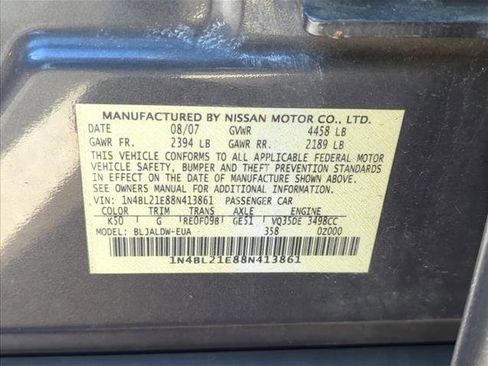 MANUFACTURED BY NISSAN MOTOR CO., LTD.
DATE 08/07 GVWR 4458 LB
GAWR FR. 2394 LB GAWR RR. 2189 LB
THIS VEHICLE CONFORMS TO ALL APPLICABLE FEDERAL MOTOR
VEHICLE SAFETY, BUMPER AND THEFT PREVENTION STANDARDS
IN EFFECT ON THE DATE OF MANUFACTURE SHOWN ABOVE.
SEE OWNERS MANUAL FOR ADDITIONAL INFORMATION.
VIN: 1N4BL21E88N413861 PASSENGER CAR
COLOR TRIM TRANS AXLE ENGINE
K50 G RE0F09B GE51 VQ35DE 3498CC
MODEL: BLJALDW-EUA 358 0Z000
1N4BL21E88N413861